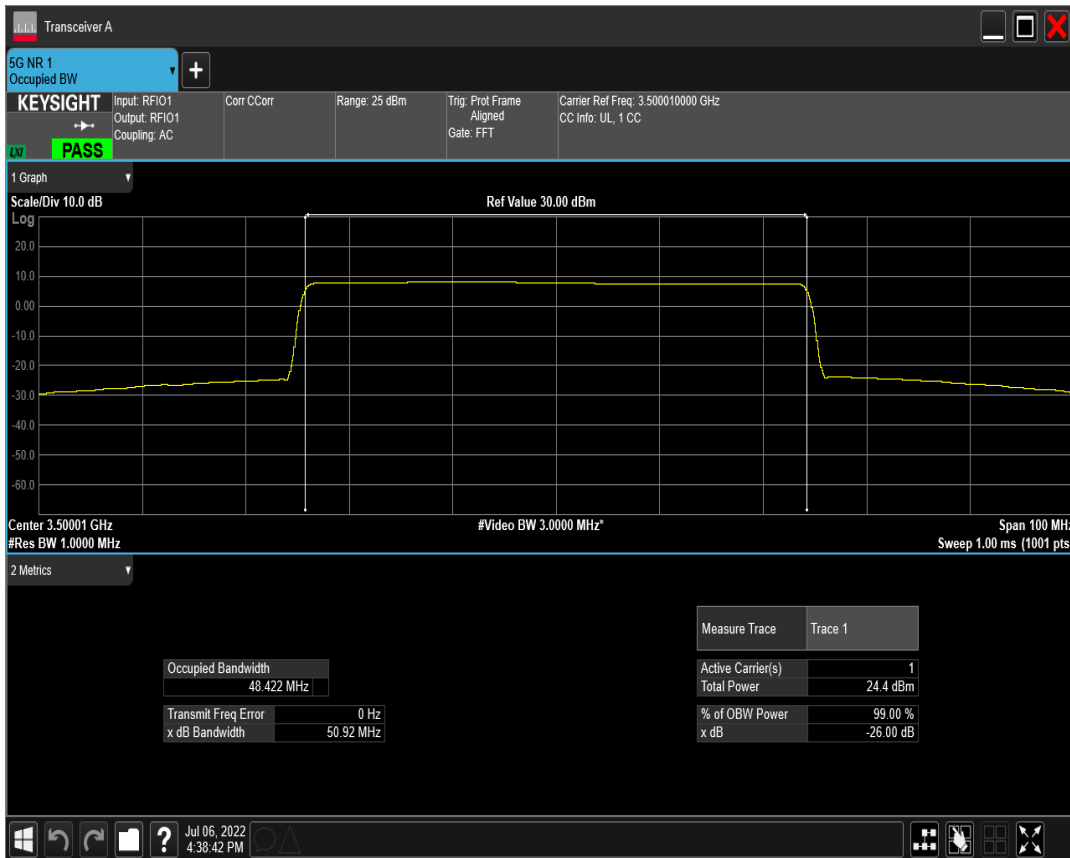 Transceiver A
5G NR 1
Occupied BW
KEYSIGHT
LXI
PASS
Input: RFIO1
Output: RFIO1
Coupling: AC
Corr CCorr
Range: 25 dBm
Trig: Prot Frame
Aligned
Gate: FFT
Carrier Ref Freq: 3.500010000 GHz
CC Info: UL, 1 CC
1 Graph
Scale/Div 10.0 dB
Ref Value 30.00 dBm
Log
20.0
10.0
0.00
-10.0
-20.0
-30.0
-40.0
-50.0
-60.0
Center 3.50001 GHz
#Video BW 3.0000 MHz*
Span 100 MHz
#Res BW 1.0000 MHz
Sweep 1.00 ms (1001 pts
2 Metrics
Measure Trace Trace 1
Occupied Bandwidth
48.422 MHz
Active Carrier(s) 1
Total Power 24.4 dBm
Transmit Freq Error 0 Hz
x dB Bandwidth 50.92 MHz
% of OBW Power 99.00 %
x dB -26.00 dB
Jul 06, 2022
4:38:42 PM